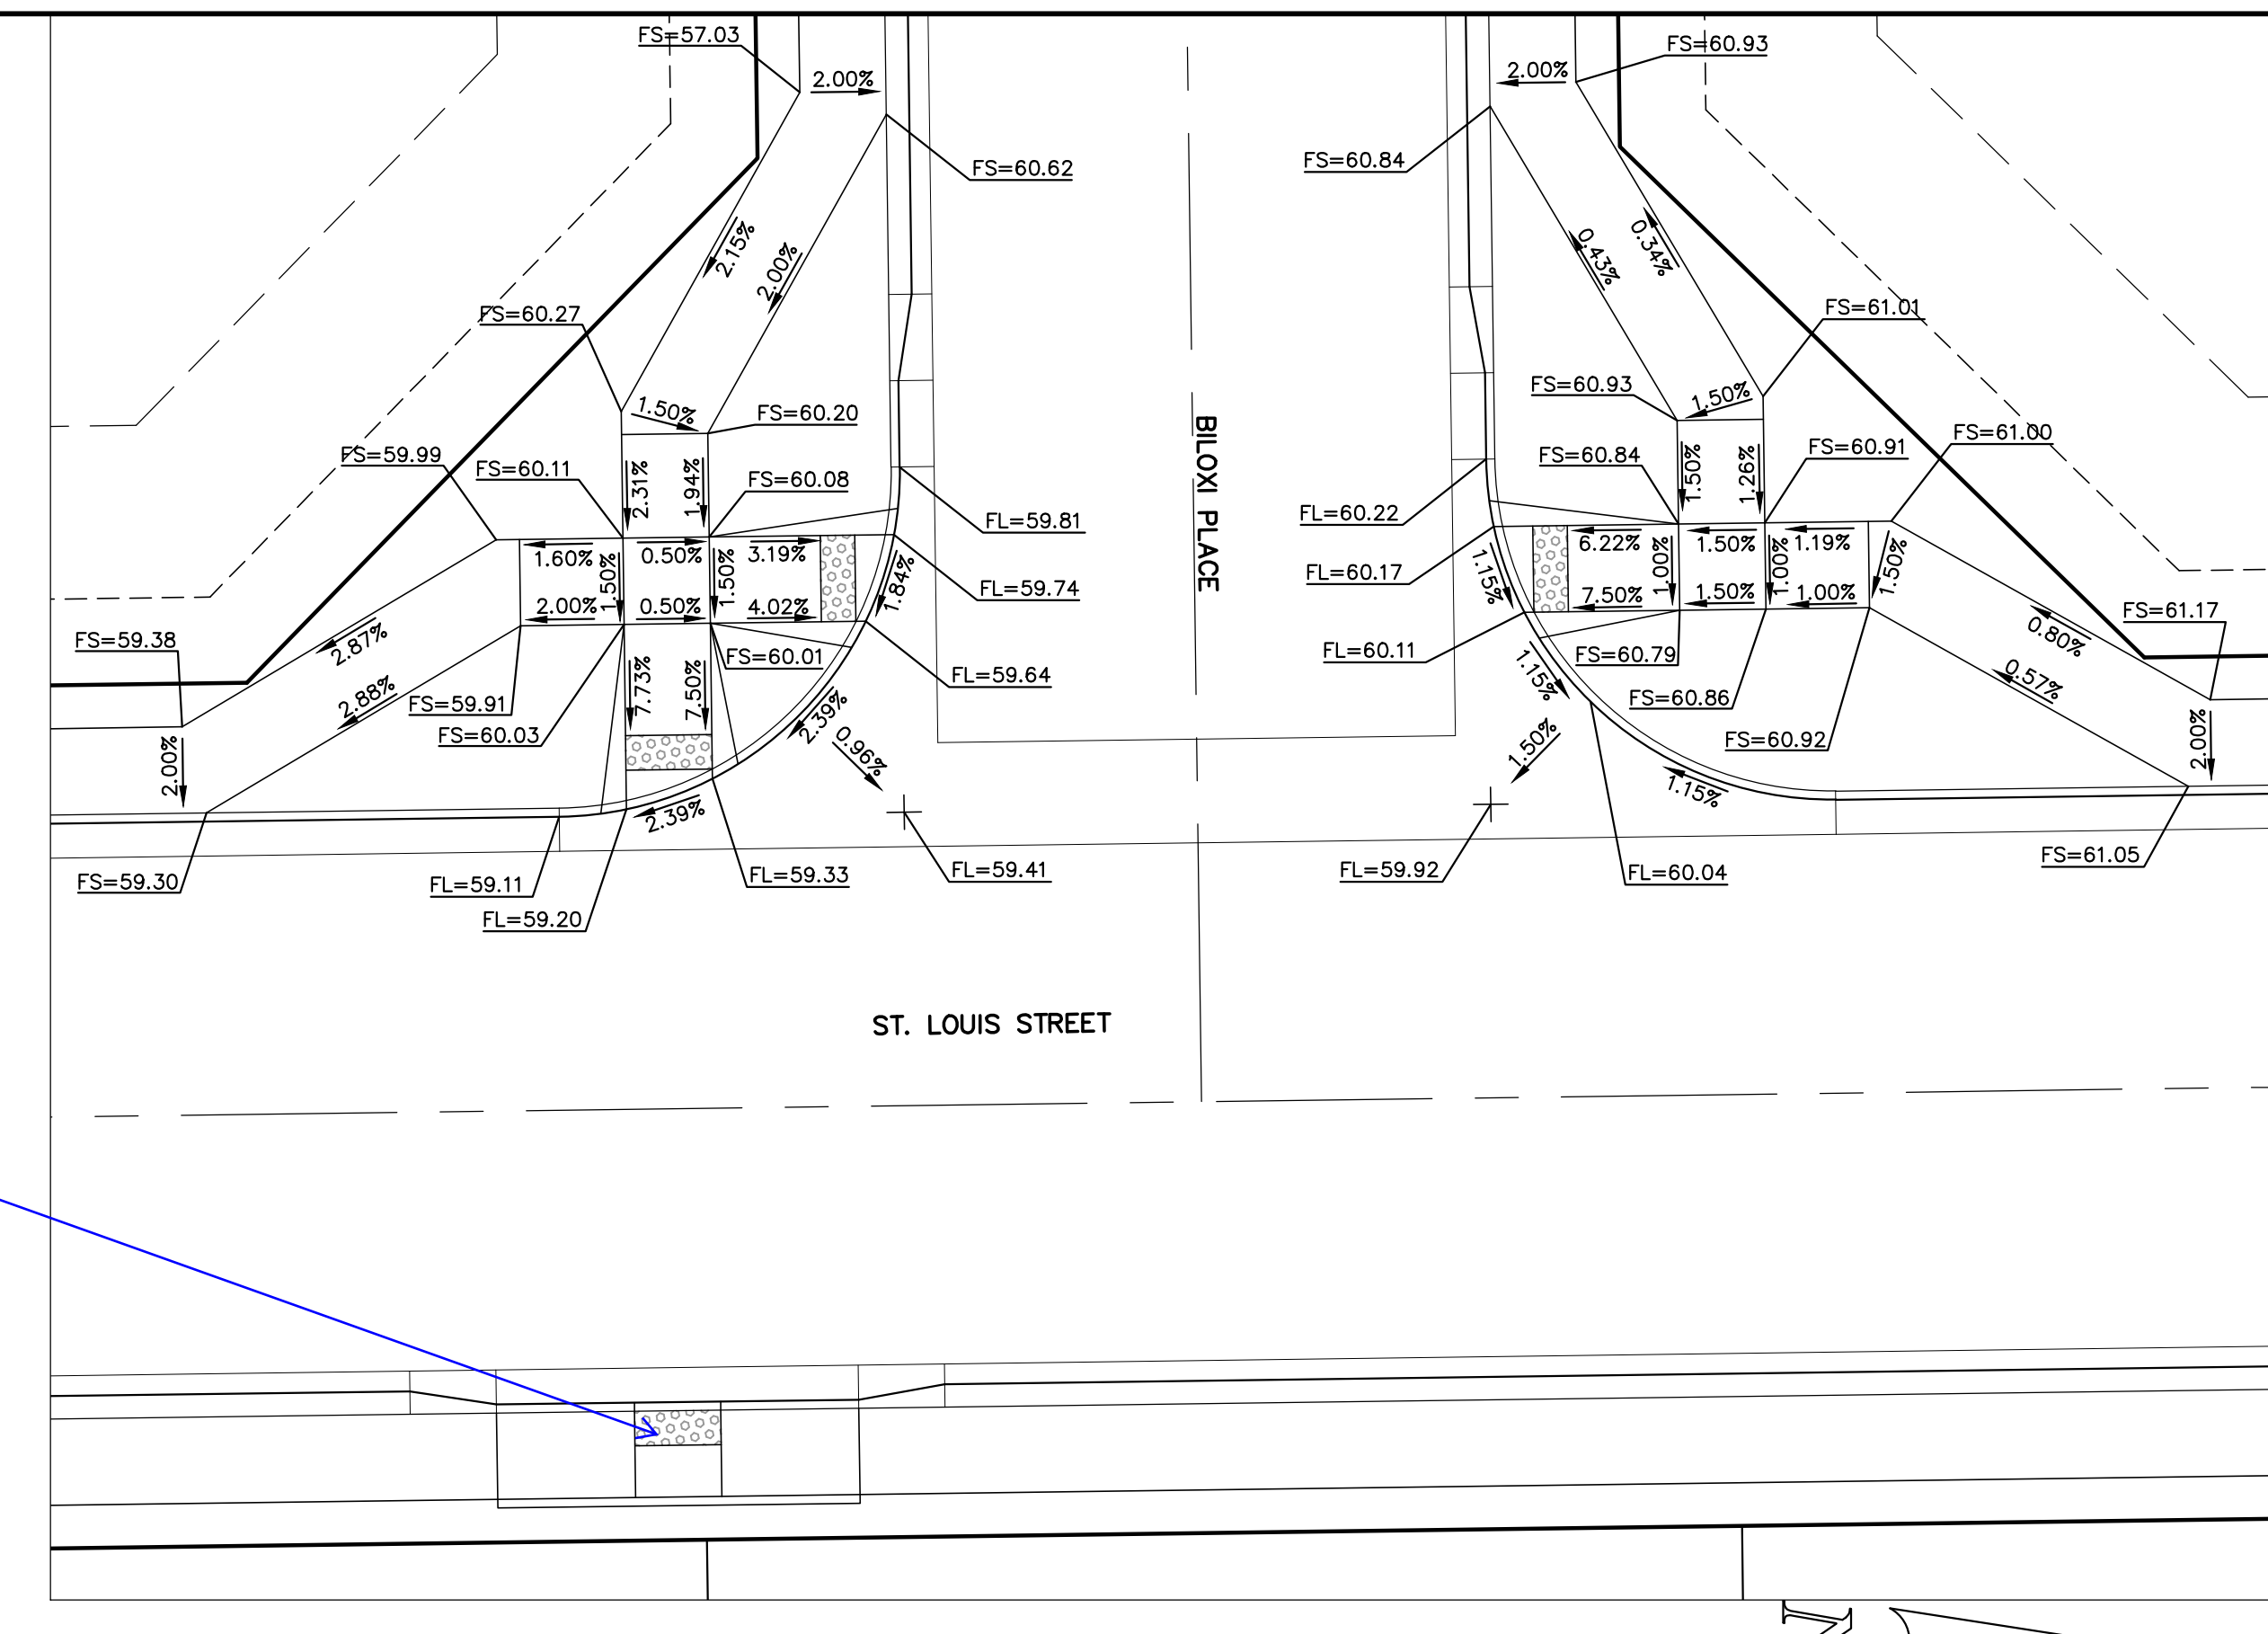 FS=57.03
2.00%
FS=60.62
2.15%
2.00%
FS=60.27
1.50%
FS=60.20
FS=59.99
FS=60.11
2.31%
1.94%
FS=60.08
FL=59.81
1.60%
0.50%
3.19%
1.50%
1.50%
2.00%
0.50%
4.02%
FL=59.74
1.84%
FS=59.38
2.87%
2.88%
FS=59.91
FS=60.03
FS=60.01
FL=59.64
7.73%
7.50%
2.39%
0.96%
2.00%
2.39%
FS=59.30
FL=59.11
FL=59.20
FL=59.33
FL=59.41
BILOXI PLACE
FS=60.93
2.00%
FS=60.84
0.43%
0.34%
FS=61.01
FS=60.93
1.50%
FS=60.84
1.50%
1.26%
FS=60.91
FS=61.00
FL=60.22
FL=60.17
6.22%
1.50%
1.19%
1.00%
1.00%
1.50%
1.15%
7.50%
1.50%
1.00%
FL=60.11
1.15%
FS=60.79
FS=60.86
FS=60.92
FS=61.17
0.80%
0.57%
1.50%
1.15%
2.00%
FL=59.92
FL=60.04
FS=61.05
ST. LOUIS STREET
N